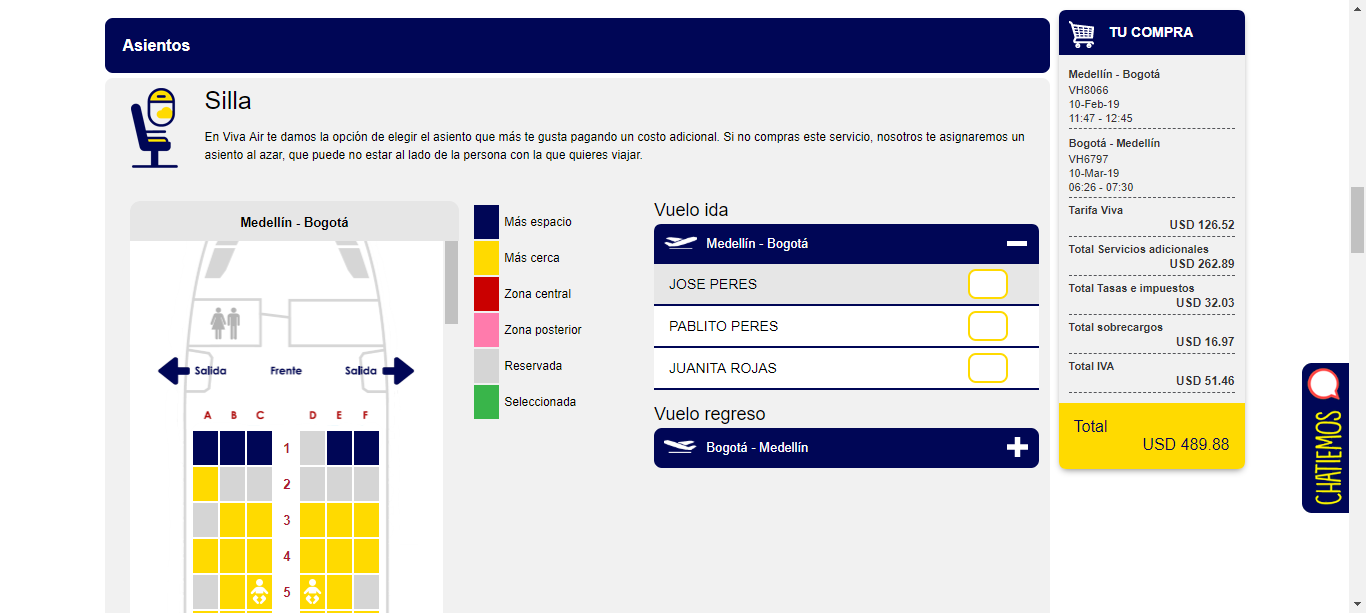 Asientos
Silla
En Viva Air te damos la opción de elegir el asiento que más te gusta pagando un costo adicional. Si no compras este servicio, nosotros te asignaremos un
asiento al azar, que puede no estar al lado de la persona con la que quieres viajar.
Medellín - Bogotá
Salida Frente Salida
A B C D E F
1
2
3
4
5
Más espacio
Más cerca
Zona central
Zona posterior
Reservada
Seleccionada
Vuelo ida
Medellín - Bogotá
JOSE PERES
PABLITO PERES
JUANITA ROJAS
Vuelo regreso
Bogotá - Medellín
TU COMPRA
Medellín - Bogotá
VH8066
10-Feb-19
11:47 - 12:45
Bogotá - Medellín
VH6797
10-Mar-19
06:26 - 07:30
Tarifa Viva
USD 126.52
Total Servicios adicionales
USD 262.89
Total Tasas e impuestos
USD 32.03
Total sobrecargos
USD 16.97
Total IVA
USD 51.46
Total
USD 489.88
CHATIEMOS